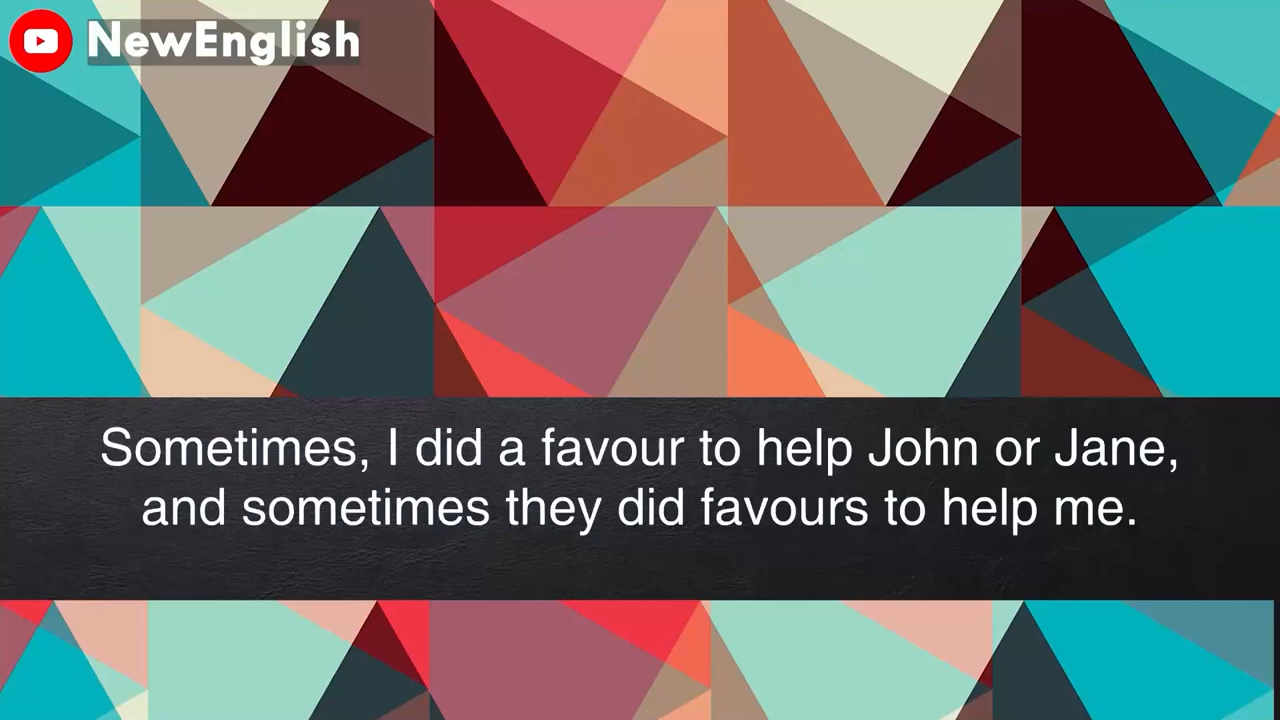 NewEnglish
Sometimes, I did a favour to help John or Jane,
and sometimes they did favours to help me.